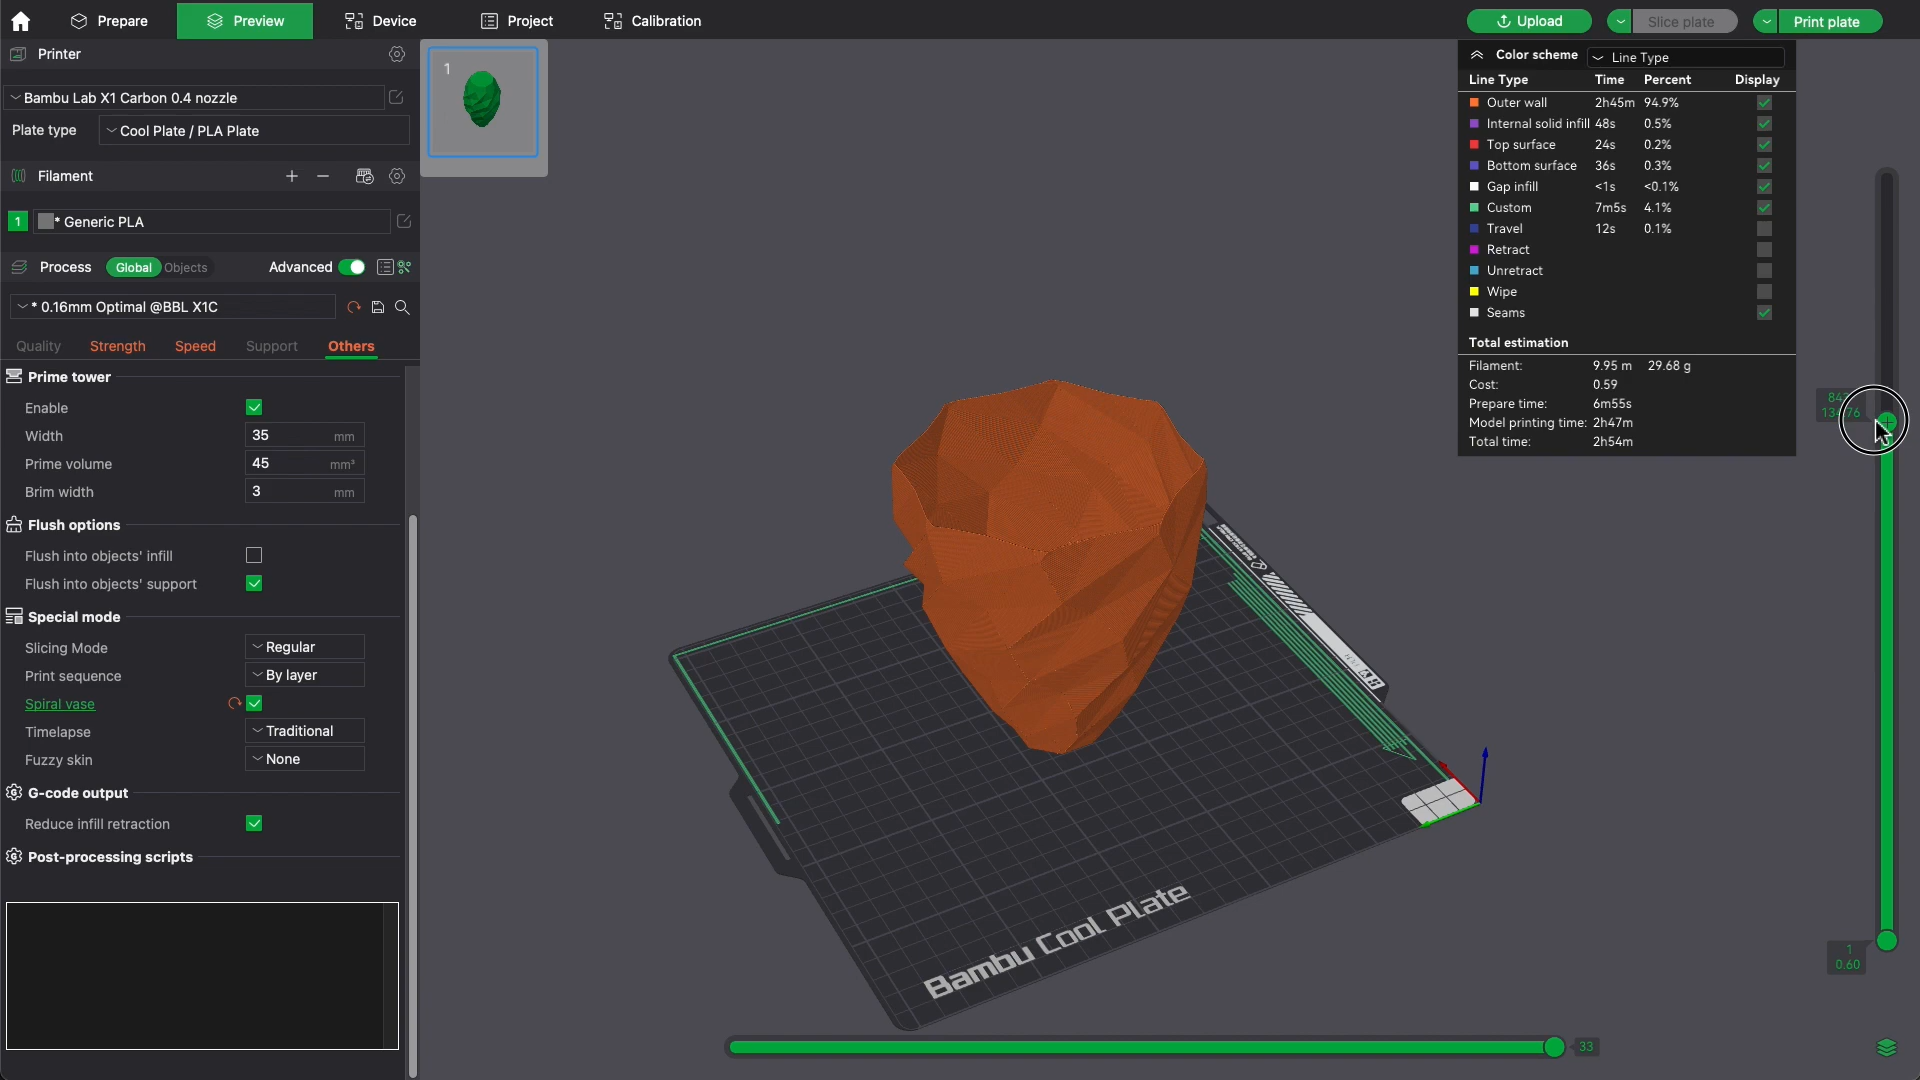 Prepare
Preview
Device
Project
Calibration
Upload
Slice plate
Print plate
Printer
Bambu Lab X1 Carbon 0.4 nozzle
Plate type
Cool Plate / PLA Plate
Filament
1
* Generic PLA
Process
Global
Objects
Advanced
* 0.16mm Optimal @BBL X1C
Quality
Strength
Speed
Support
Others
Prime tower
Enable
Width
35
mm
Prime volume
45
mm³
Brim width
3
mm
Flush options
Flush into objects' infill
Flush into objects' support
Special mode
Slicing Mode
Regular
Print sequence
By layer
Spiral vase
Timelapse
Traditional
Fuzzy skin
None
G-code output
Reduce infill retraction
Post-processing scripts
1
Color scheme
Line Type
Line Type Time Percent Display
Outer wall 2h45m 94.9%
Internal solid infill 48s 0.5%
Top surface 24s 0.2%
Bottom surface 36s 0.3%
Gap infill <1s <0.1%
Custom 7m5s 4.1%
Travel 12s 0.1%
Retract
Unretract
Wipe
Seams
Total estimation
Filament: 9.95 m 29.68 g
Cost: 0.59
Prepare time: 6m55s
Model printing time: 2h47m
Total time: 2h54m
1
0.60
33
Bambu Cool Plate